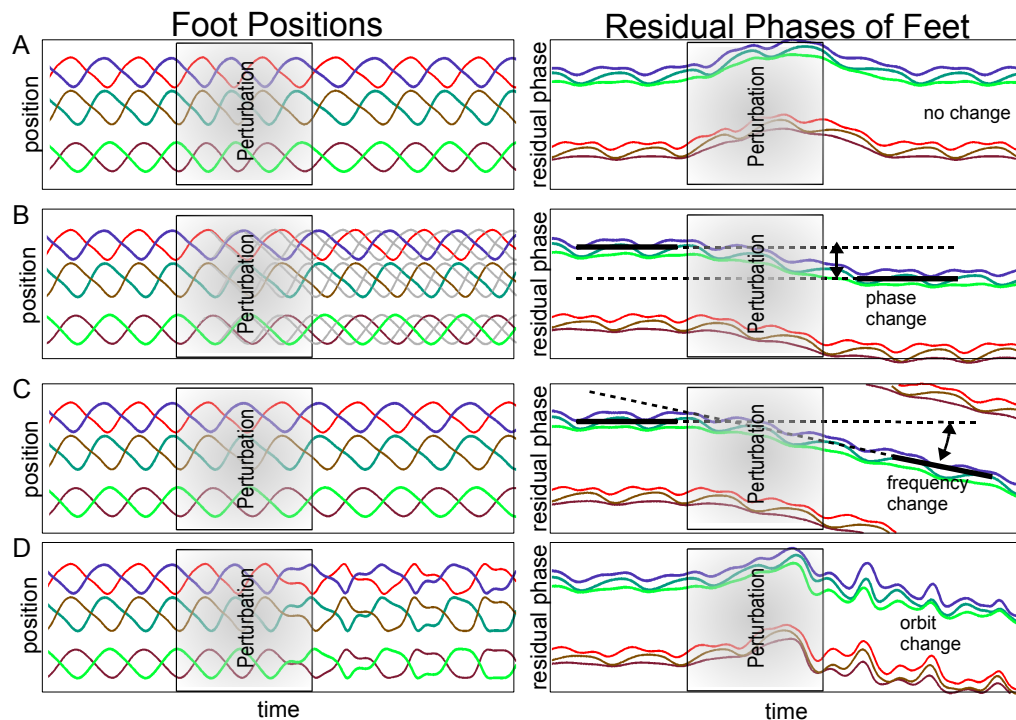 Foot Positions
Residual Phases of Feet
A
position
Perturbation
residual phase
Perturbation
no change
B
position
Perturbation
residual phase
Perturbation
phase
change
C
position
Perturbation
residual phase
Perturbation
frequency
change
D
position
Perturbation
residual phase
Perturbation
orbit
change
time
time